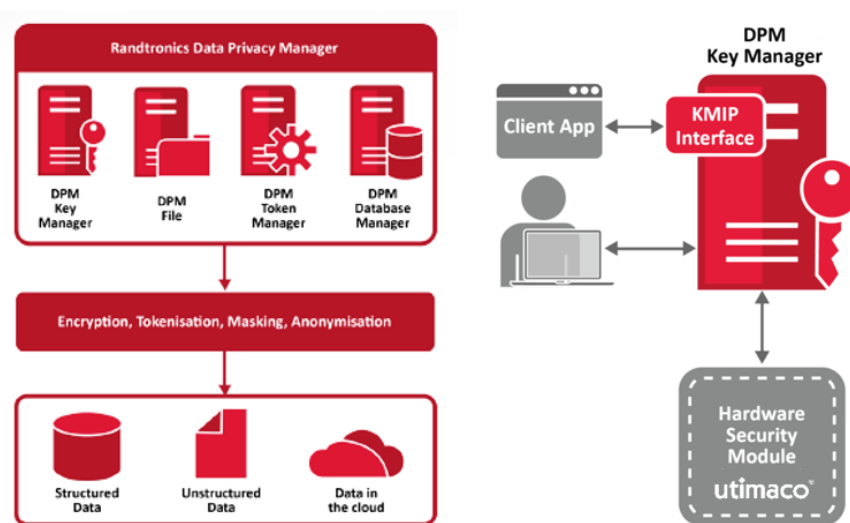 Randtronics Data Privacy Manager
DPM
Key
Manager
DPM
File
DPM
Token
Manager
DPM
Database
Manager
Encryption, Tokenisation, Masking, Anonymisation
Structured
Data
Unstructured
Data
Data in
the cloud
DPM
Key Manager
Client App
KMIP
Interface
Hardware
Security
Module
utimaco®